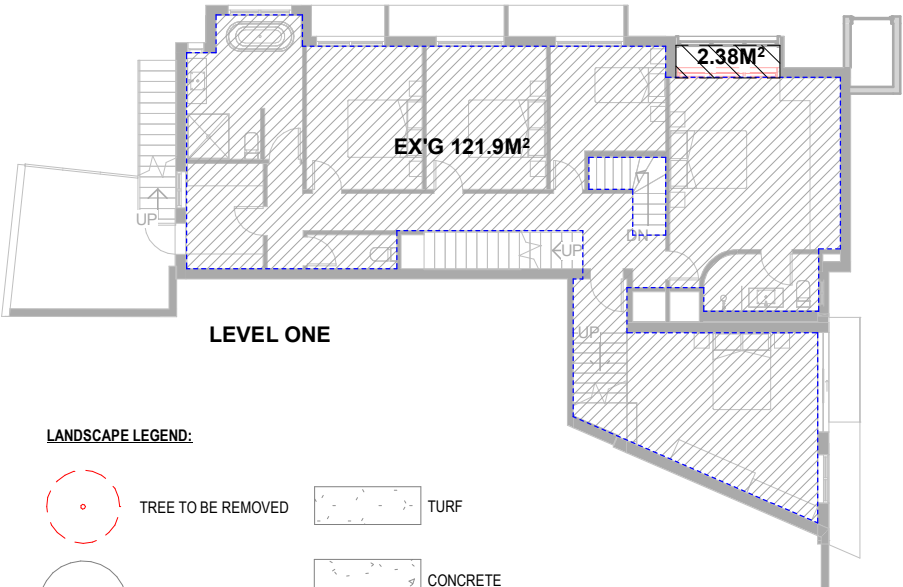 2.38M²
EX'G 121.9M²
UP
DN
UP
UP
LEVEL ONE
LANDSCAPE LEGEND:
TREE TO BE REMOVED
TURF
CONCRETE